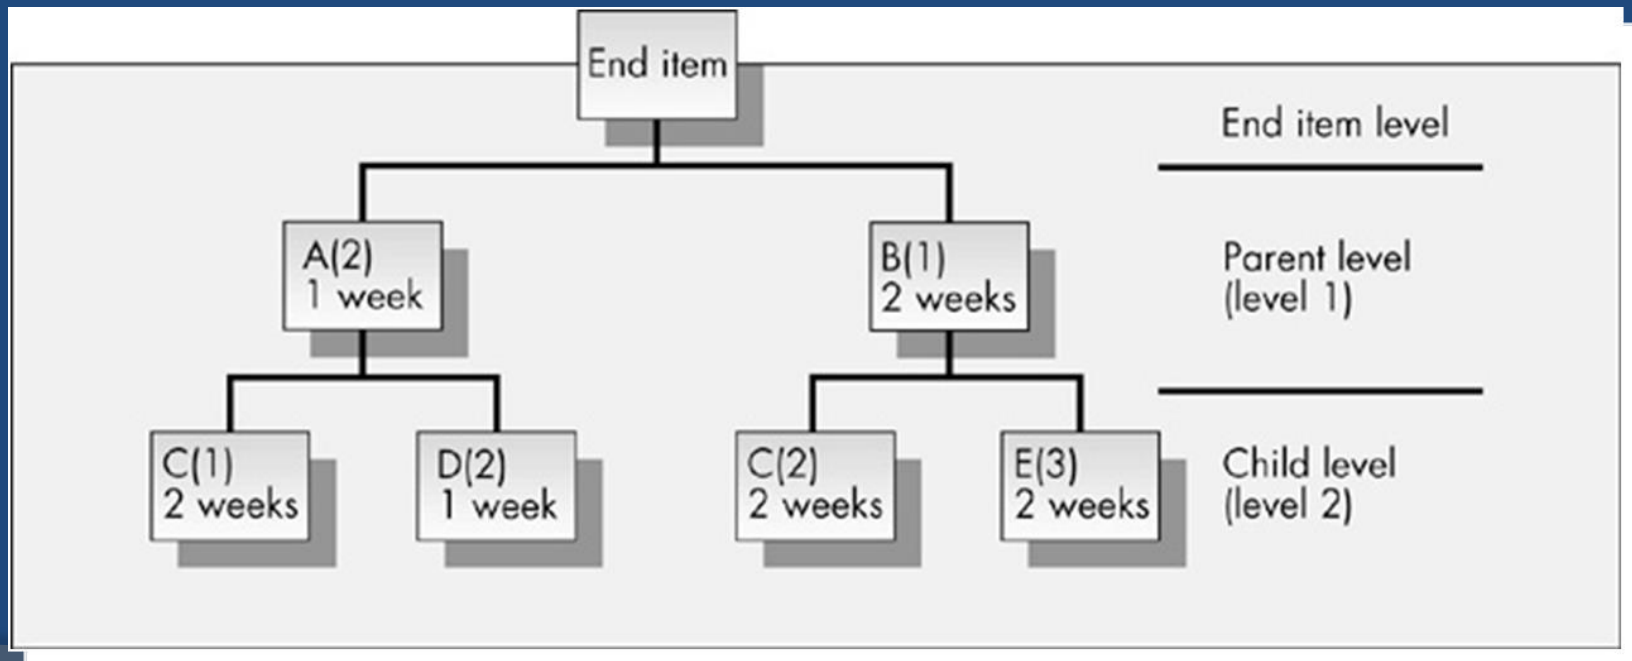 End item
End item level
A(2)
1 week
B(1)
2 weeks
Parent level
(level 1)
C(1)
2 weeks
D(2)
1 week
C(2)
2 weeks
E(3)
2 weeks
Child level
(level 2)